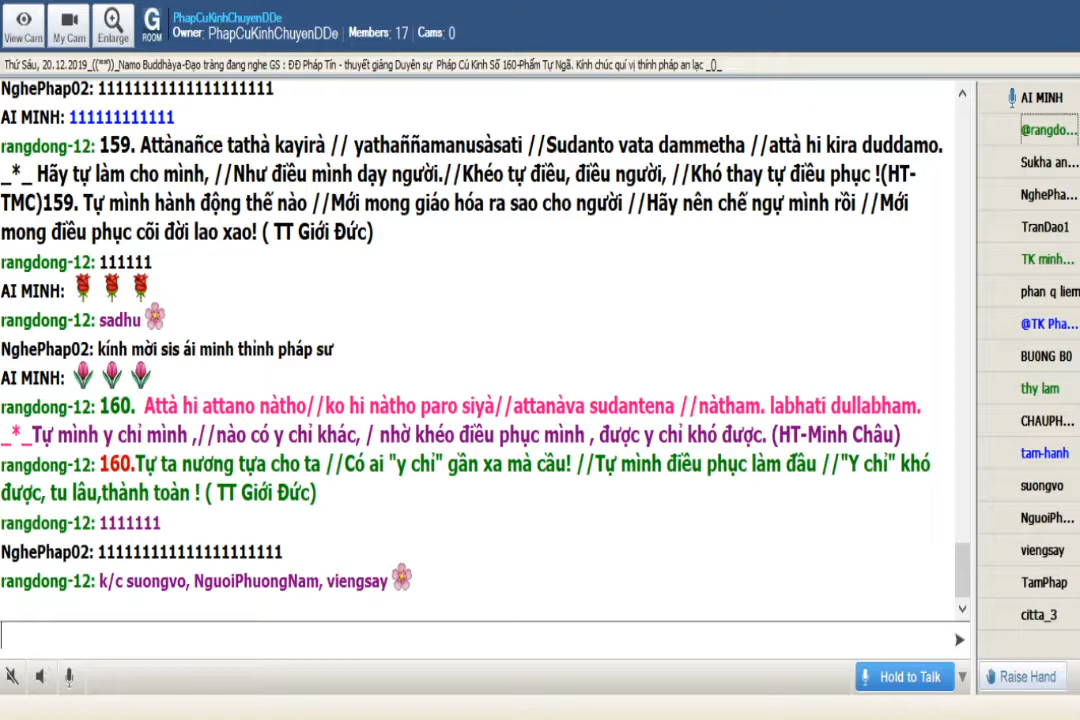 PhapCuKinhChuyenDDe
Owner: PhapCuKinhChuyenDDe Members: 17 Cams: 0
View Cam My Cam Enlarge G ROOM
Thứ Sáu, 20.12.2019_((**))_Namo Buddhàya-Đạo tràng đang nghe GS : ĐĐ Pháp Tín - thuyết giảng Duyên sự Pháp Cú Kinh Số 160-Phẩm Tự Ngã. Kính chúc quí vị thính pháp an lạc _()_
NghePhap02: 11111111111111111111
AI MINH: 111111111111
rangdong-12: 159. Attànañce tathà kayirà // yathaññamanusàsati //Sudanto vata dammetha //attà hi kira duddamo.
_*_ Hãy tự làm cho mình, //Như điều mình dạy người.//Khéo tự điều, điều người, //Khó thay tự điều phục !(HT-
TMC)159. Tự mình hành động thế nào //Mới mong giáo hóa ra sao cho người //Hãy nên chế ngự mình rồi //Mới
mong điều phục cõi đời lao xao! ( TT Giới Đức)
rangdong-12: 111111
AI MINH:
rangdong-12: sadhu
NghePhap02: kính mời sis ái minh thỉnh pháp sư
AI MINH:
rangdong-12: 160. Attà hi attano nàtho//ko hi nàtho paro siyà//attanàva sudantena //nàtham. labhati dullabham.
_*_Tự mình y chỉ mình ,//nào có y chỉ khác, / nhờ khéo điều phục mình , được y chỉ khó được. (HT-Minh Châu)
rangdong-12: 160.Tự ta nương tựa cho ta //Có ai "y chỉ" gần xa mà cầu! //Tự mình điều phục làm đầu //"Y chỉ" khó
được, tu lâu,thành toàn ! ( TT Giới Đức)
rangdong-12: 1111111
NghePhap02: 111111111111111111111
rangdong-12: k/c suongvo, NguoiPhuongNam, viengsay
Hold to Talk
AI MINH
@rangdo...
Sukha an...
NghePha...
TranDao1
TK minh...
phan q liem
@TK Pha...
BUONG BO
thy lam
CHAUPH...
tam-hanh
suongvo
NguoiPh...
viengsay
TamPhap
citta_3
Raise Hand